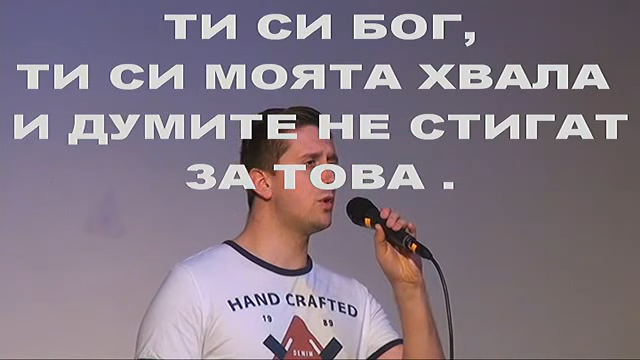 ТИ СИ БОГ,
ТИ СИ МОЯТА ХВАЛА
И ДУМИТЕ НЕ СТИГАТ
ЗА ТОВА .
HAND CRAFTED
19 89
DENIM